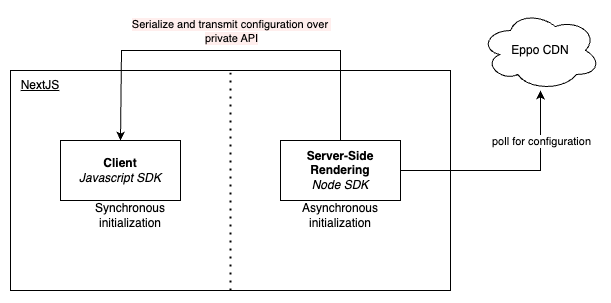 Serialize and transmit configuration over
private API
Eppo CDN
NextJS
poll for configuration
Client
Javascript SDK
Synchronous
initialization
Server-Side
Rendering
Node SDK
Asynchronous
initialization